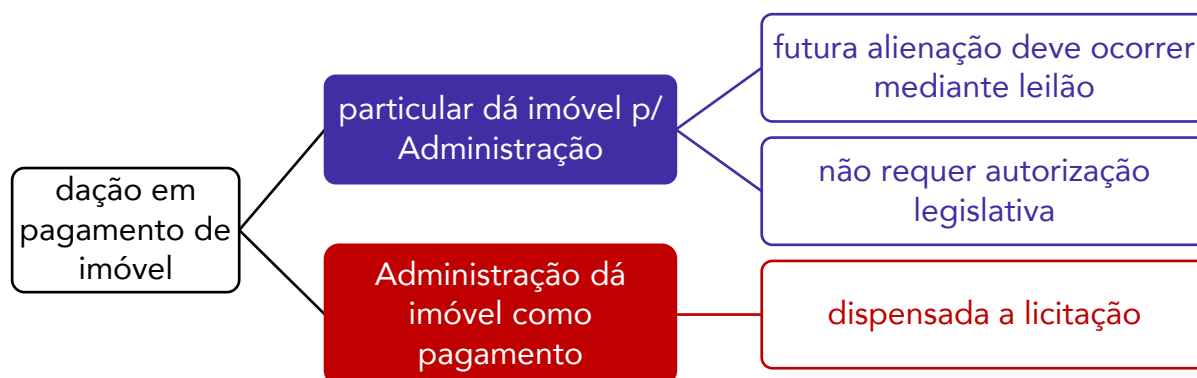 dação em
pagamento de
imóvel
particular dá imóvel p/
Administração
futura alienação deve ocorrer
mediante leilão
não requer autorização
legislativa
Administração dá
imóvel como
pagamento
dispensada a licitação